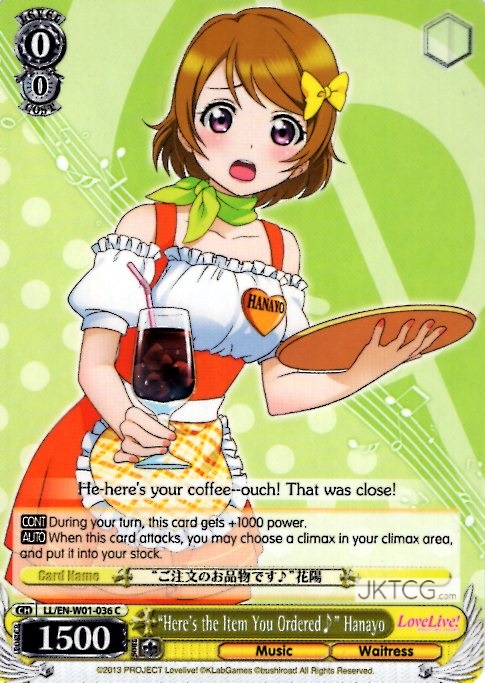 LEVEL
0
0
COST
HANAYO
He-here's your coffee--ouch! That was close!
CONT During your turn, this card gets +1000 power.
AUTO When this card attacks, you may choose a climax in your climax area,
and put it into your stock.
Card Name
“ご注文のお品物です♪”花陽
JKTCG.com
CH LL/EN-W01-036 C
1500
“Here's the Item You Ordered♪” Hanayo
LoveLive!
Music
Waitress
©2013 PROJECT Lovelive! ©KLabGames ©bushiroad All Rights Reserved.